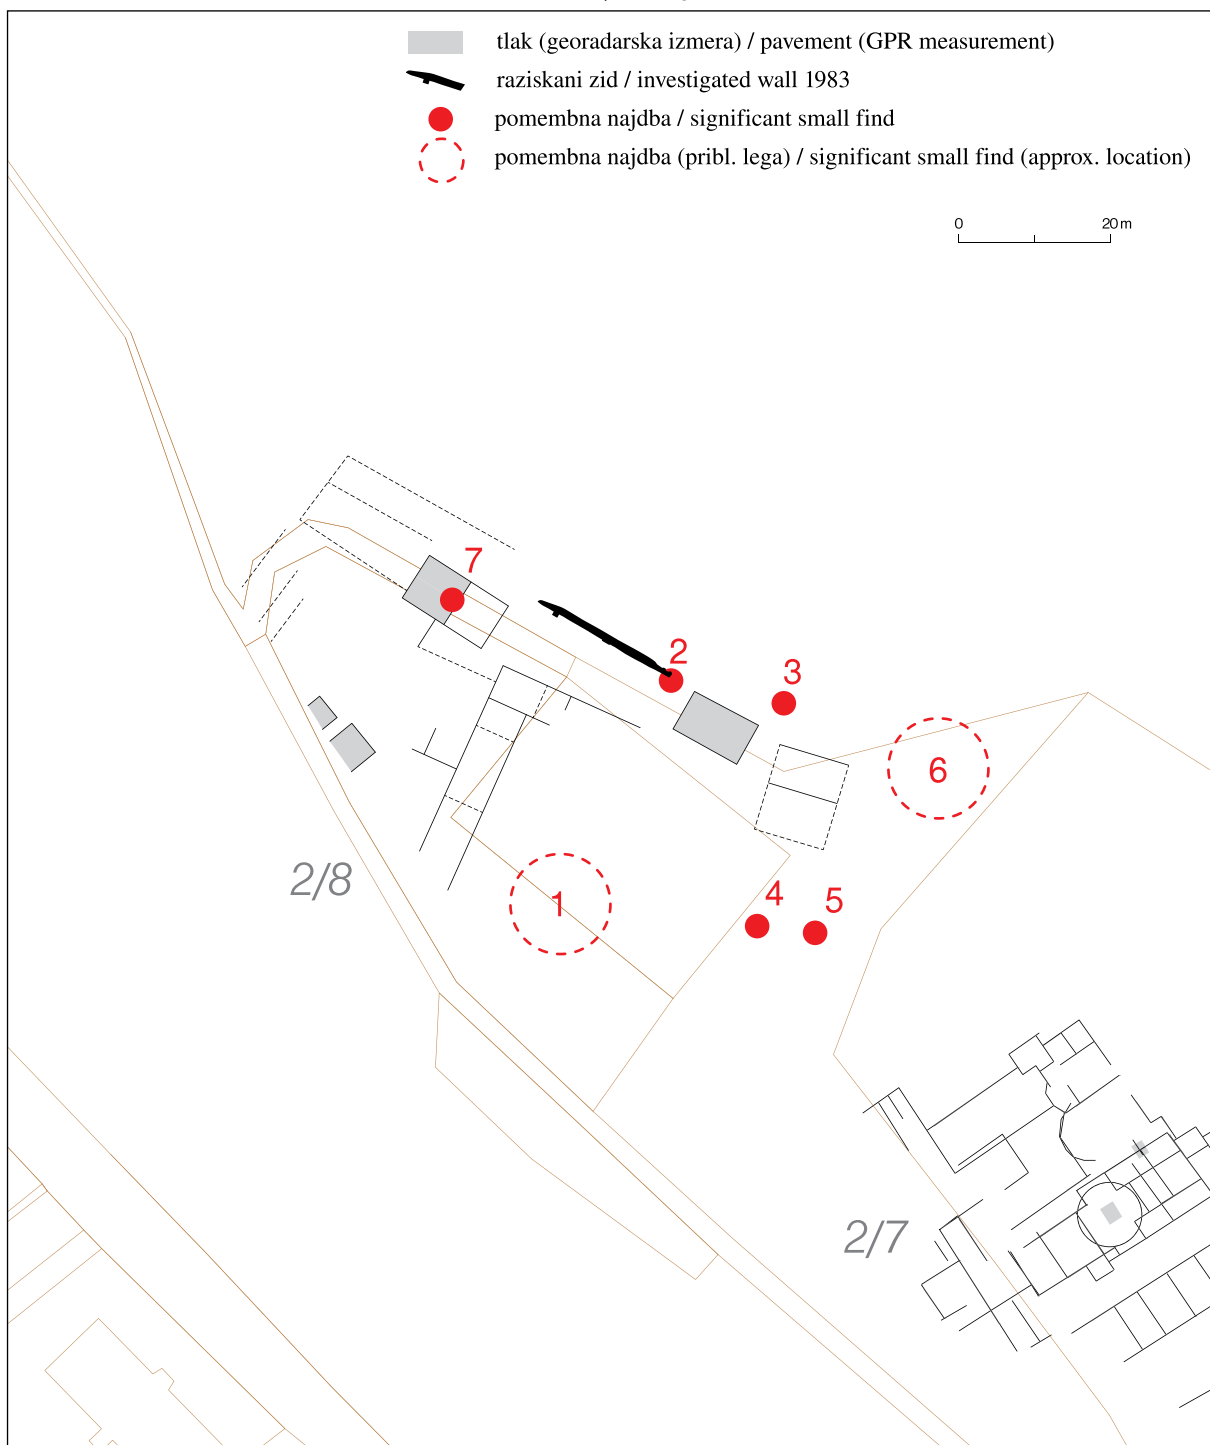 tlak (georadarska izmera) / pavement (GPR measurement)
raziskani zid / investigated wall 1983
pomembna najdba / significant small find
pomembna najdba (pribl. lega) / significant small find (approx. location)
0 20 m
7
2
3
6
2/8
1
4
5
2/7